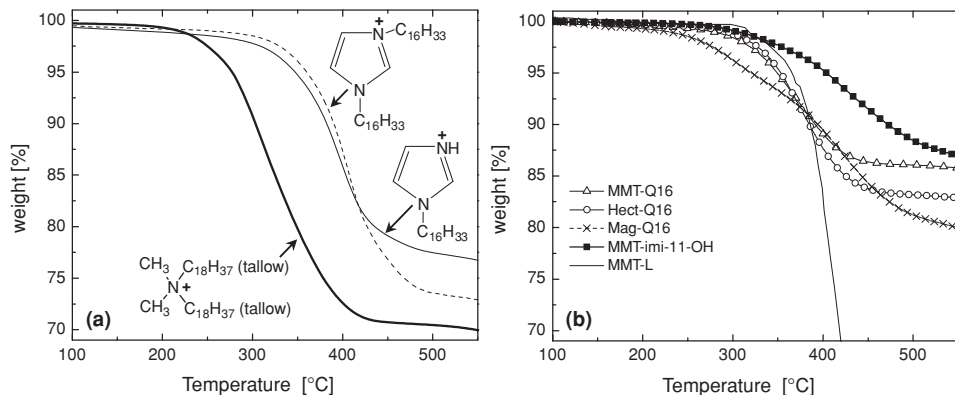 100
95
90
85
80
75
70
weight [%]
100
200
300
400
500
Temperature [°C]
(a)
+
N
C16H33
N
C16H33
+
NH
N
C16H33
CH3
C18H37 (tallow)
N+
CH3
C18H37 (tallow)
100
95
90
85
80
75
70
weight [%]
100
200
300
400
500
Temperature [°C]
(b)
MMT-Q16
Hect-Q16
Mag-Q16
MMT-imi-11-OH
MMT-L